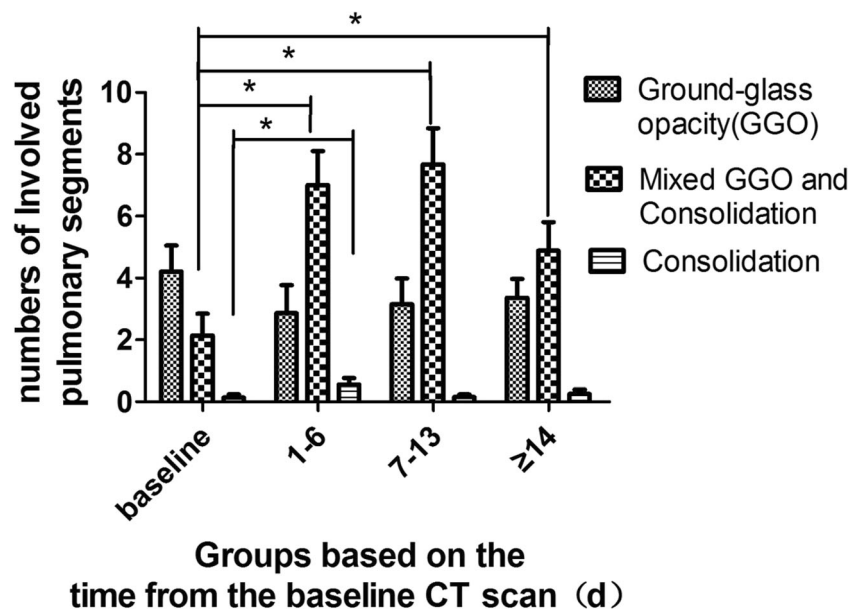 *
*
*
*
10
8
6
4
2
0
numbers of Involved
pulmonary segments
baseline
1-6
7-13
≥14
Groups based on the
time from the baseline CT scan（d）
Ground-glass
opacity(GGO)
Mixed GGO and
Consolidation
Consolidation